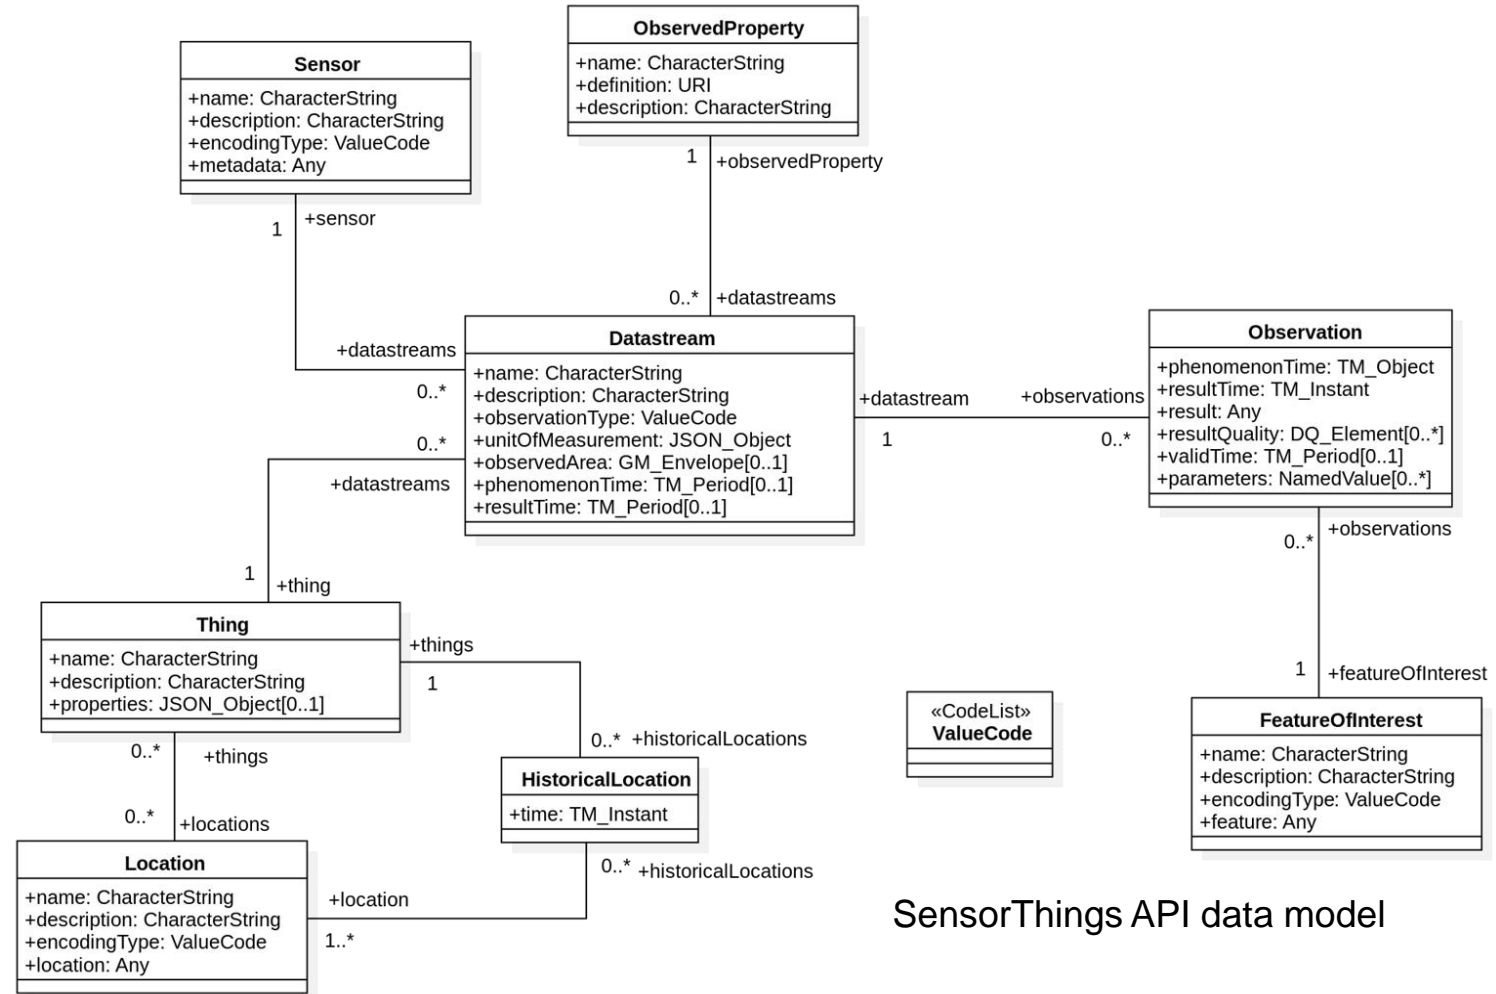 ObservedProperty
+name: CharacterString
+definition: URI
+description: CharacterString
Sensor
+name: CharacterString
+description: CharacterString
+encodingType: ValueCode
+metadata: Any
1
+observedProperty
+sensor
1
0..*
+datastreams
+datastreams
0..*
Datastream
+name: CharacterString
+description: CharacterString
+observationType: ValueCode
+unitOfMeasurement: JSON_Object
+observedArea: GM_Envelope[0..1]
+phenomenonTime: TM_Period[0..1]
+resultTime: TM_Period[0..1]
+datastream
1
+observations
0..*
Observation
+phenomenonTime: TM_Object
+resultTime: TM_Instant
+result: Any
+resultQuality: DQ_Element[0..*]
+validTime: TM_Period[0..1]
+parameters: NamedValue[0..*]
0..*
+datastreams
+observations
0..*
1
+thing
Thing
+name: CharacterString
+description: CharacterString
+properties: JSON_Object[0..1]
+things
1
1
+featureOfInterest
FeatureOfInterest
+name: CharacterString
+description: CharacterString
+encodingType: ValueCode
+feature: Any
«CodeList»
ValueCode
0..*
+things
0..* +historicalLocations
HistoricalLocation
+time: TM_Instant
0..* +historicalLocations
0..*
+locations
Location
+name: CharacterString
+description: CharacterString
+encodingType: ValueCode
+location: Any
+location
1..*
SensorThings API data model